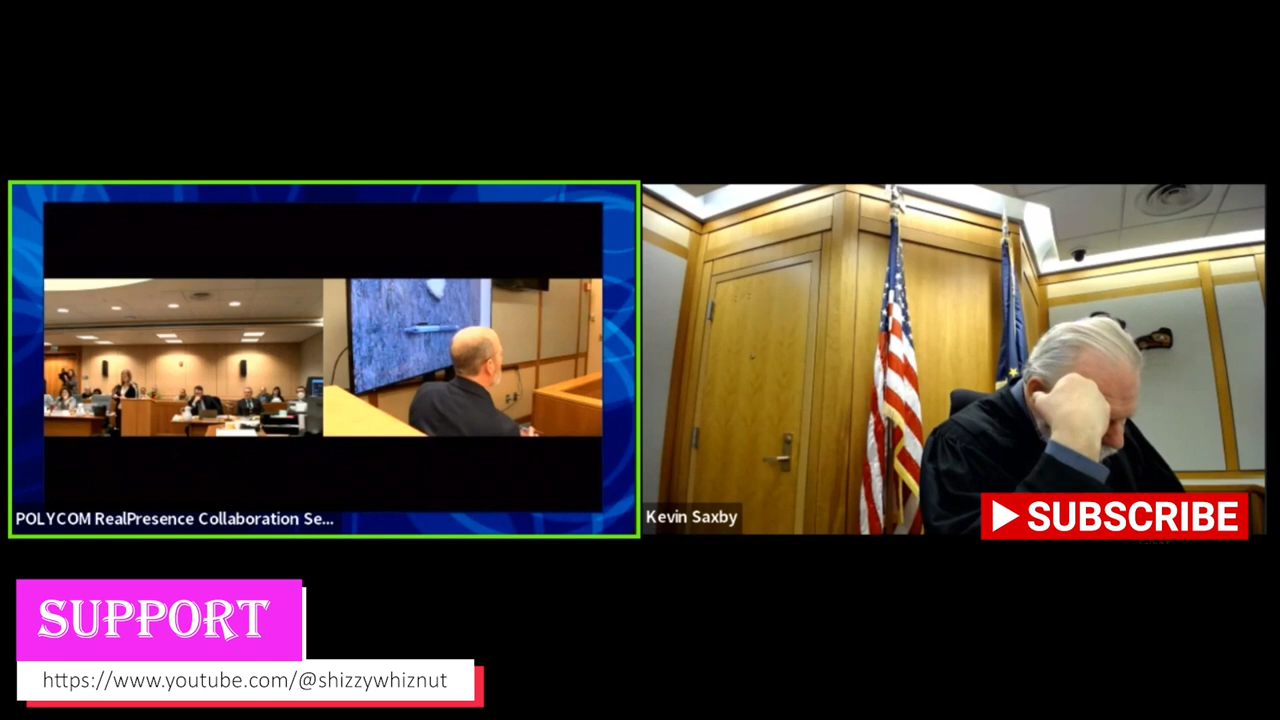 POLYCOM RealPresence Collaboration Se...
Kevin Saxby
SUBSCRIBE
SUPPORT
https://www.youtube.com/@shizzywhiznut